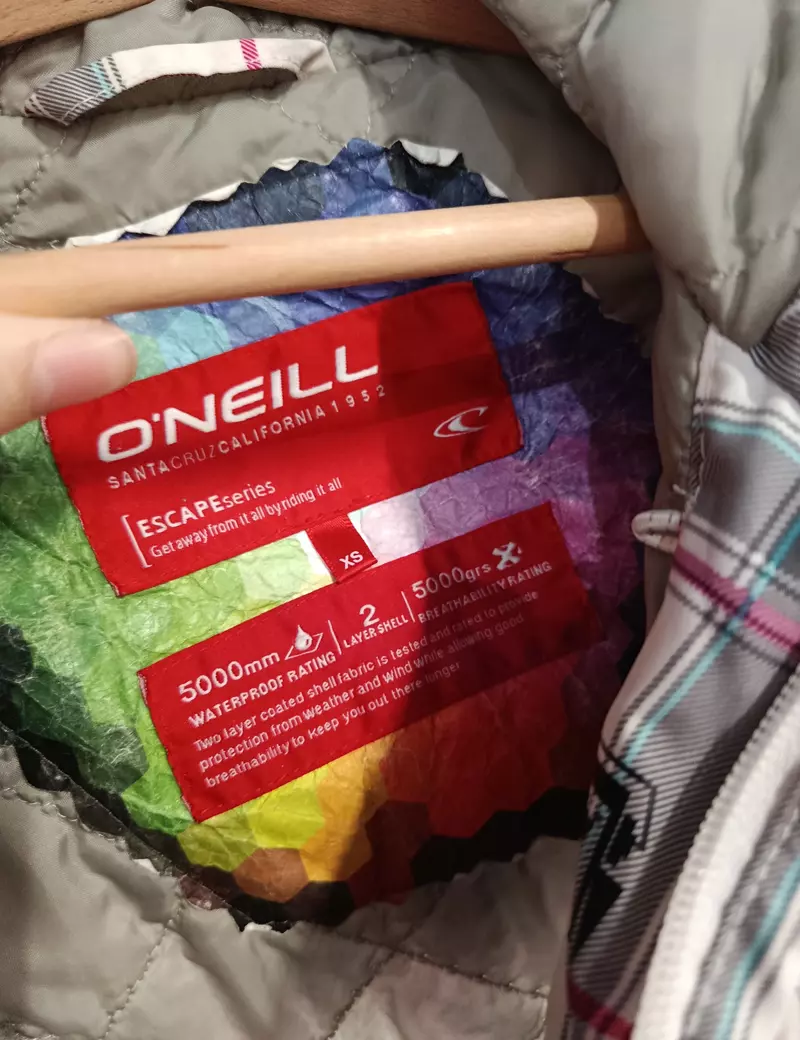 O'NEILL
SANTACRUZCALIFORNIA1952
ESCAPEseries
Get away from it all by riding it all
XS
5000mm
WATERPROOF RATING
2
LAYER SHELL
5000grs
BREATHABILITY RATING
Two layer coated shell fabric is tested and rated to provide
protection from weather and wind while allowing good
breathability to keep you out there longer